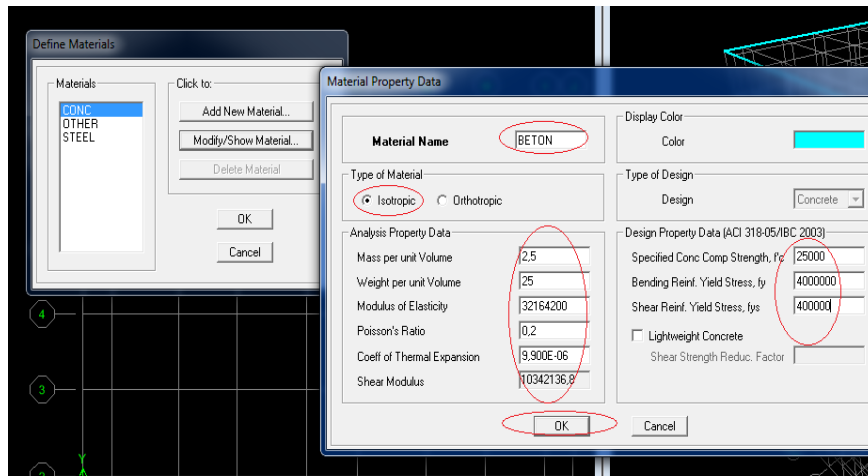 Define Materials
Materials
CONC
OTHER
STEEL
Click to:
Add New Material...
Modify/Show Material...
Delete Material
OK
Cancel
Material Property Data
Material Name BETON
Display Color
Color
Type of Material
Isotropic Orthotropic
Type of Design
Design Concrete
Analysis Property Data
Mass per unit Volume 2,5
Weight per unit Volume 25
Modulus of Elasticity 32164200
Poisson's Ratio 0,2
Coeff of Thermal Expansion 9,900E-06
Shear Modulus 10342136,8
Design Property Data (ACI 318-05/IBC 2003)
Specified Conc Comp Strength, f'c 25000
Bending Reinf. Yield Stress, fy 4000000
Shear Reinf. Yield Stress, fys 400000
Lightweight Concrete
Shear Strength Reduc. Factor
OK Cancel
4
3
Y